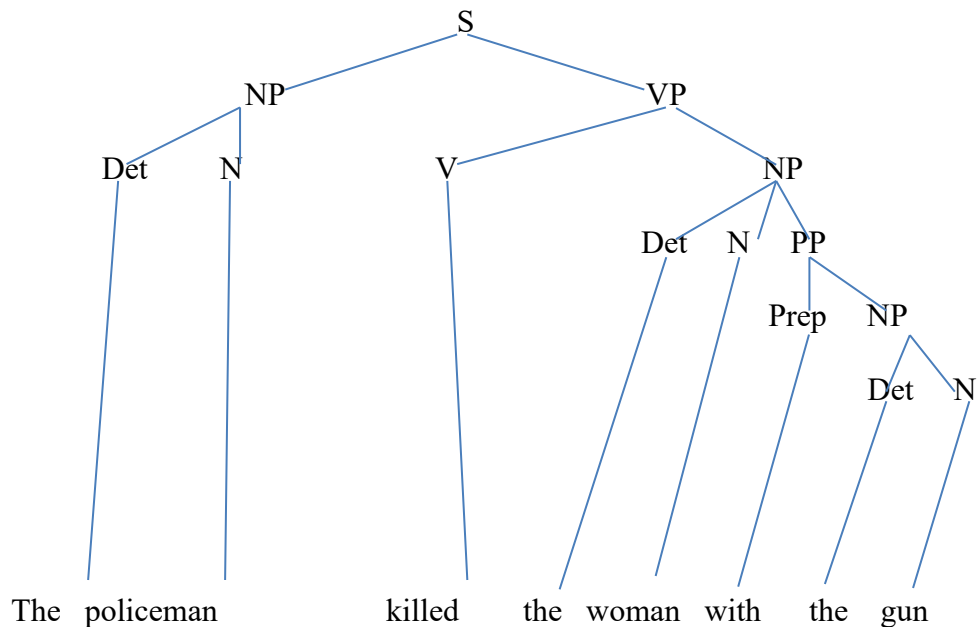 S
NP VP
Det N V NP
Det N PP
Prep NP
Det N
The policeman killed the woman with the gun